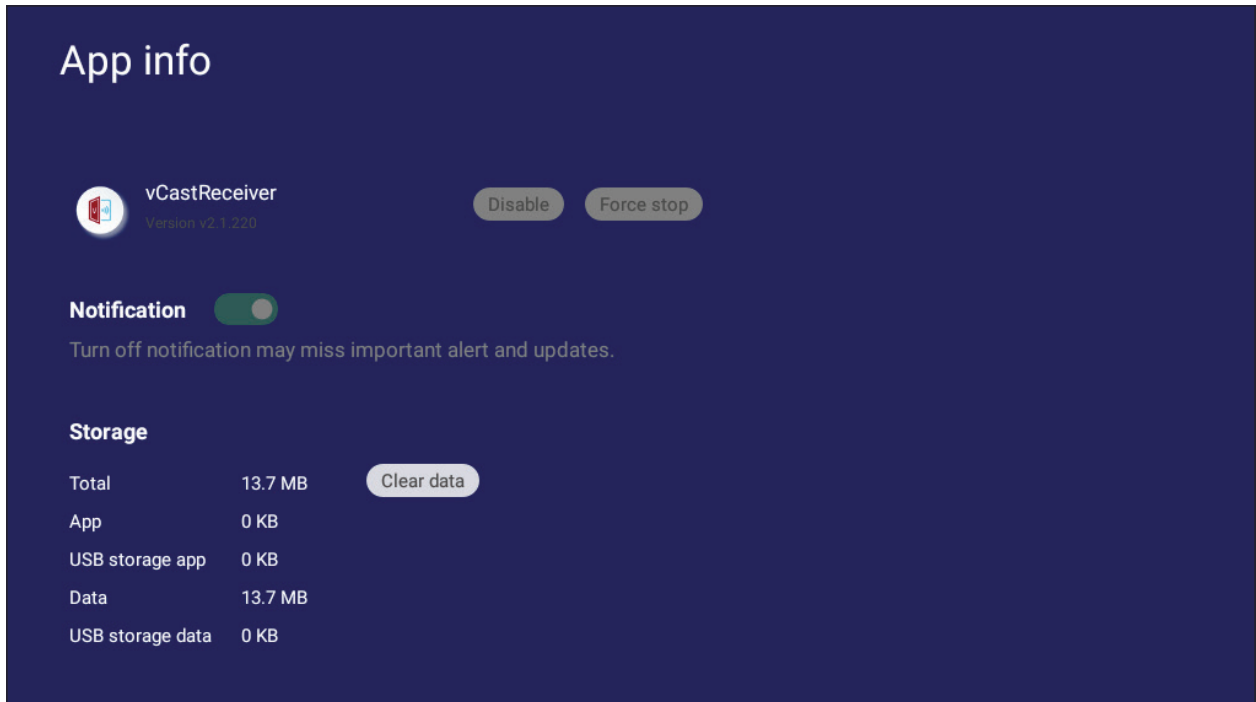 App info
vCastReceiver
Version v2.1.220
Disable
Force stop
Notification
Turn off notification may miss important alert and updates.
Storage
Total 13.7 MB Clear data
App 0 KB
USB storage app 0 KB
Data 13.7 MB
USB storage data 0 KB